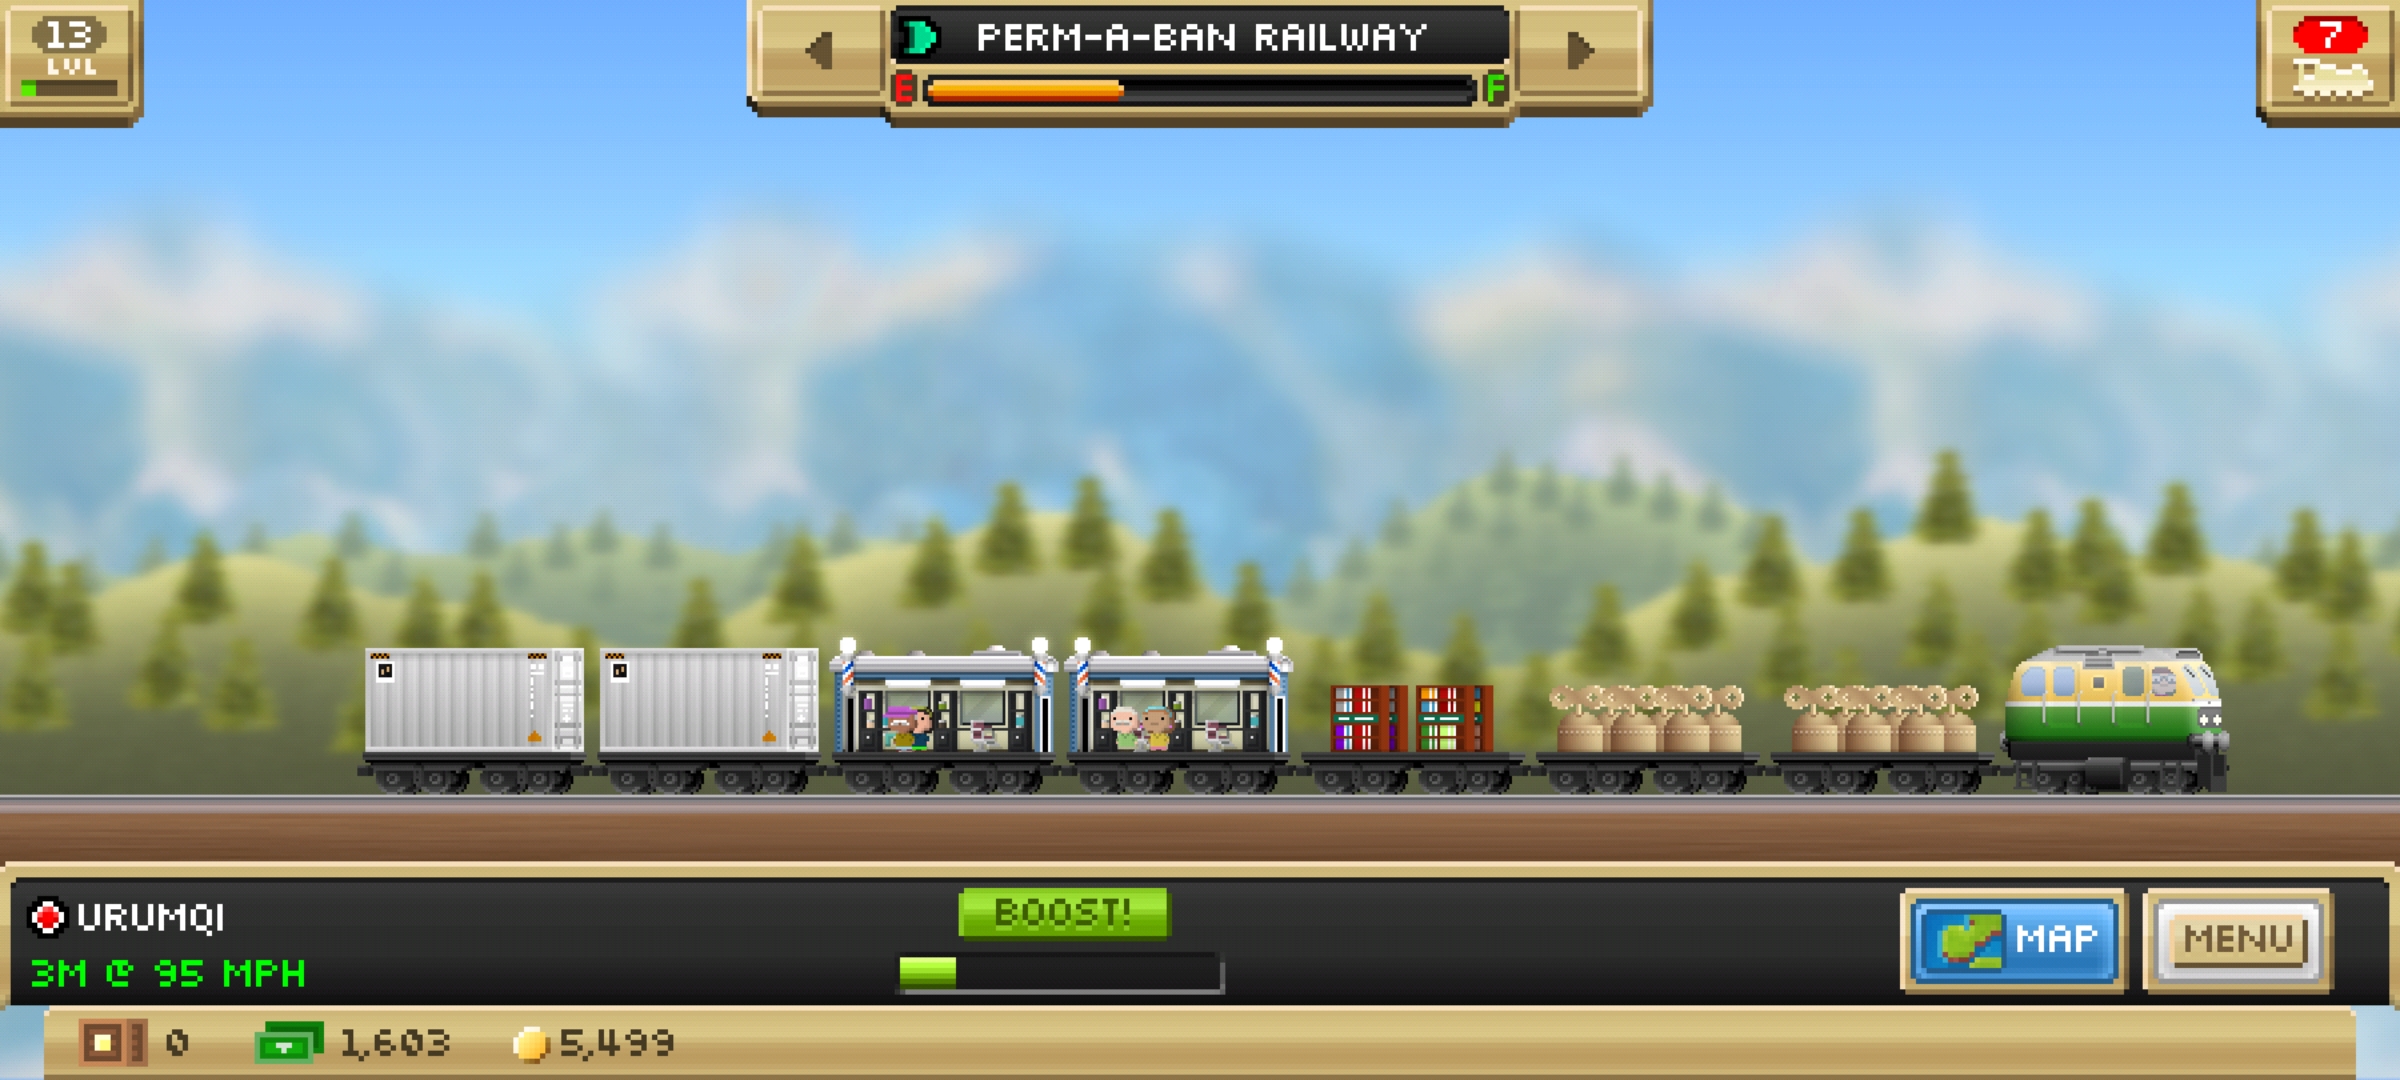 13
LVL
PERM-A-BAN RAILWAY
E
F
7
URUMQI
3M @ 95 MPH
BOOST!
MAP
MENU
0
1,603
5,499